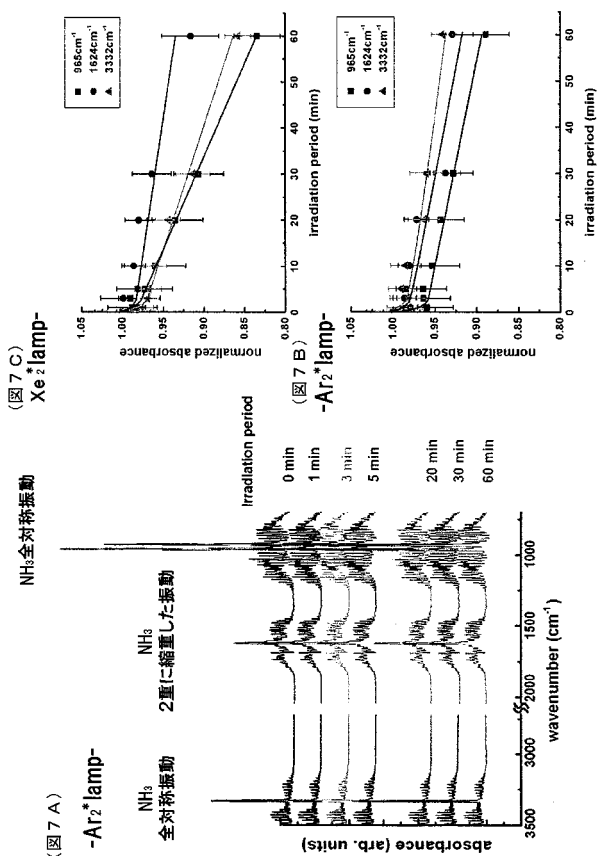 (図7A)
-Ar₂*lamp-
NH₃
全対称振動
NH₃
2重に縮重した振動
NH₃全対称振動
Irradiation period
0 min
1 min
3 min
5 min
20 min
30 min
60 min
absorbance (arb. units)
3500
3000
2000
1500
1000
wavenumber (cm⁻¹)
(図7C)
Xe₂*lamp-
normalized absorbance
1.05
1.00
0.95
0.90
0.85
0.80
0
10
20
30
40
50
60
irradiation period (min)
965cm⁻¹
1624cm⁻¹
3332cm⁻¹
(図7B)
-Ar₂*lamp-
normalized absorbance
1.05
1.00
0.95
0.90
0.80
0
10
20
30
40
50
60
irradiation period (min)
965cm⁻¹
1624cm⁻¹
3332cm⁻¹